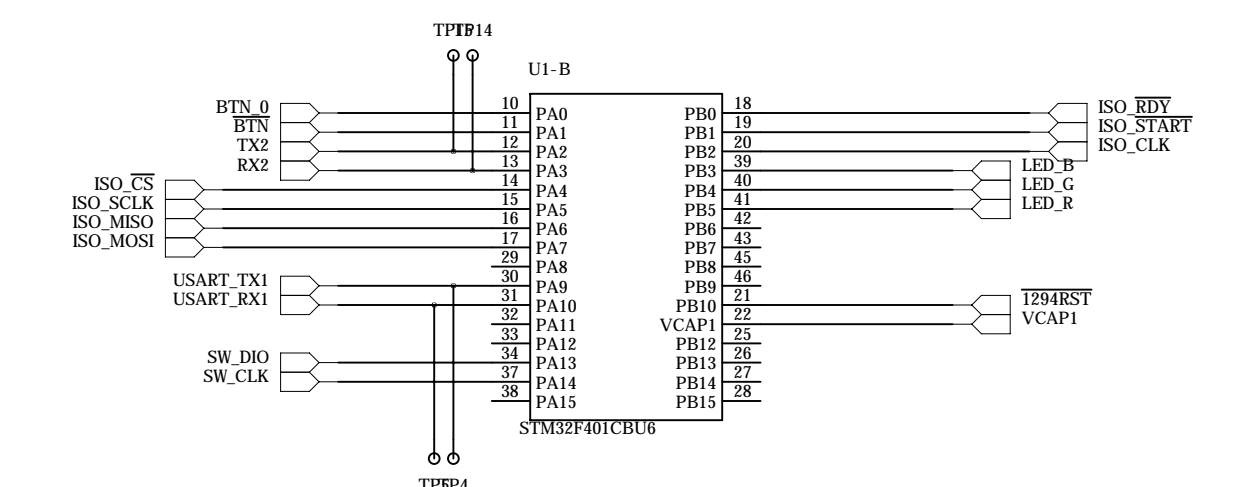 TP14
U1-B
BTN_0 10 PA0 PB0 18 ISO_RDY
BTN 11 PA1 PB1 19 ISO_START
TX2 12 PA2 PB2 20 ISO_CLK
RX2 13 PA3 PB3 39 LED_B
ISO_CS 14 PA4 PB4 40 LED_G
ISO_SCLK 15 PA5 PB5 41 LED_R
ISO_MISO 16 PA6 PB6 42
ISO_MOSI 17 PA7 PB7 43
29 PA8 PB8 45
USART_TX1 30 PA9 PB9 46
USART_RX1 31 PA10 PB10 21 1294RST
32 PA11 VCAP1 22 VCAP1
33 PA12 PB12 25
SW_DIO 34 PA13 PB13 26
SW_CLK 37 PA14 PB14 27
38 PA15 PB15 28
STM32F401CBU6